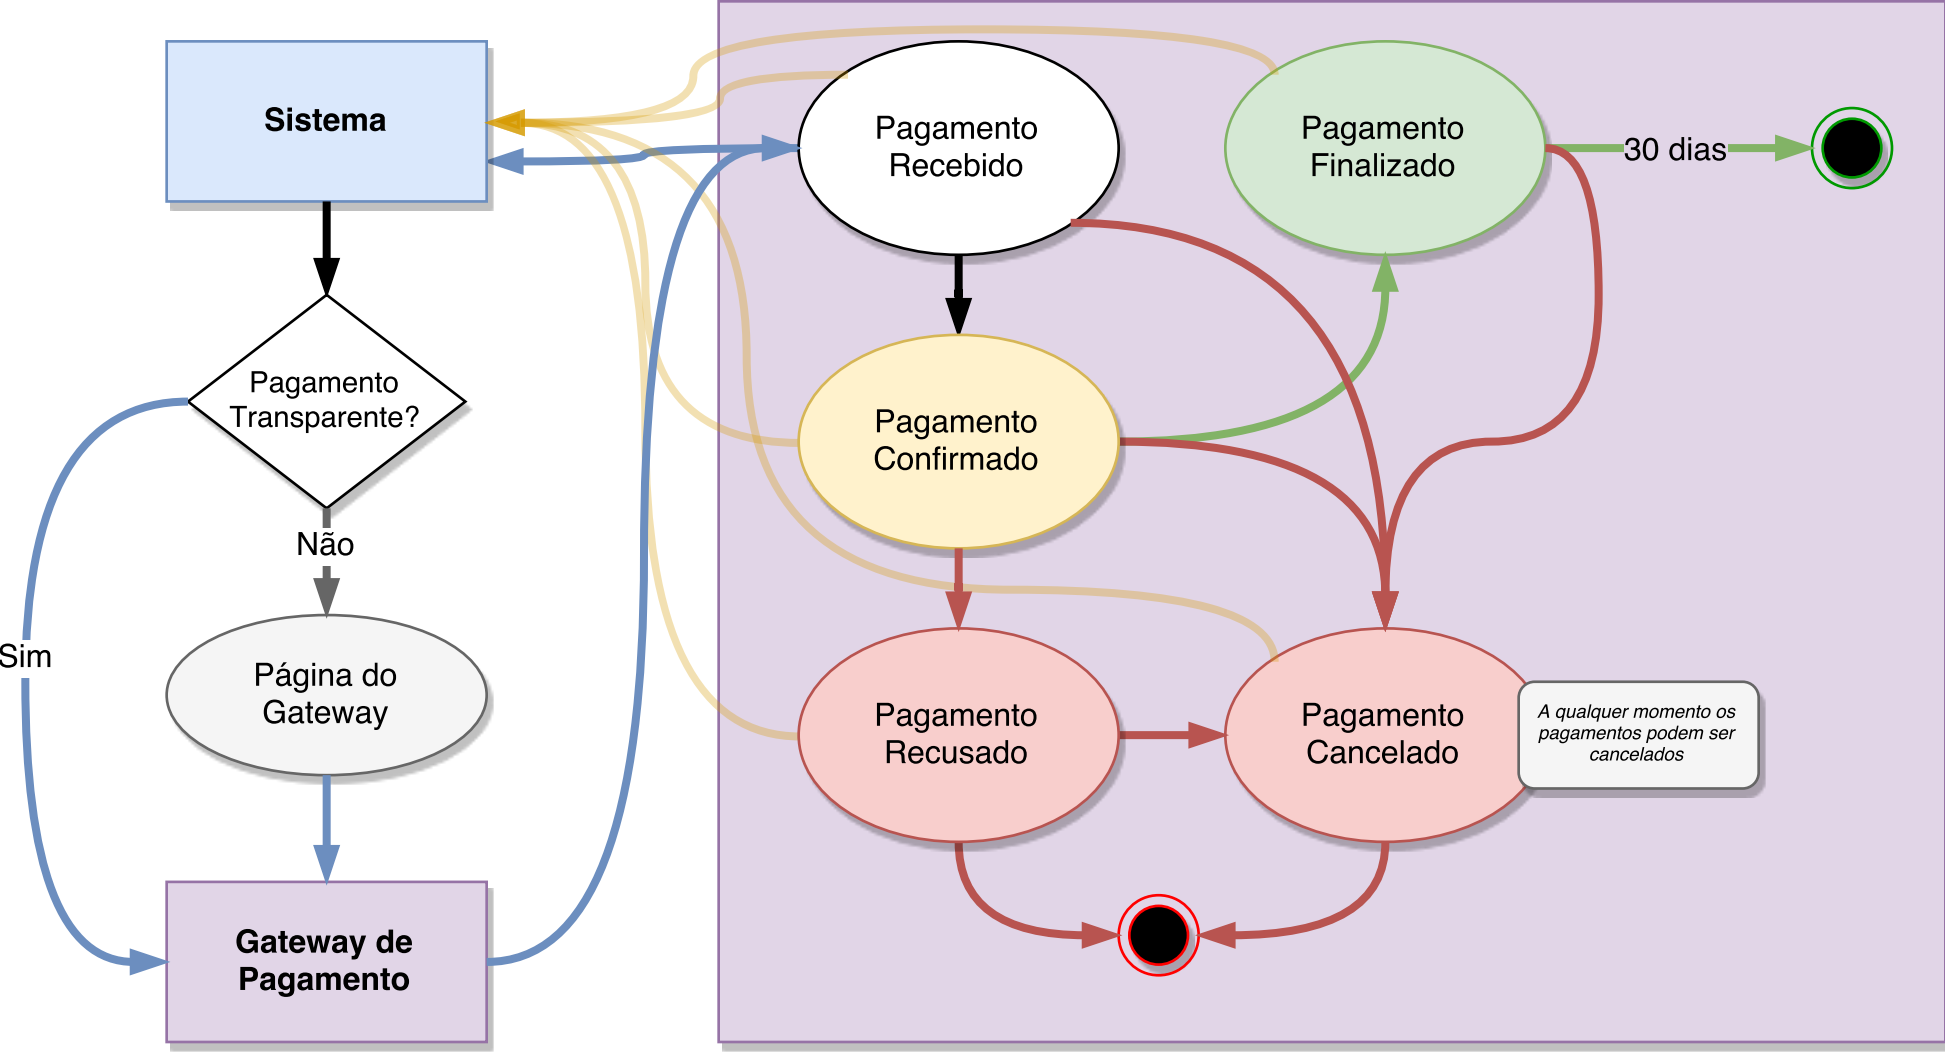 Sistema
Pagamento
Transparente?
Não
Sim
Página do
Gateway
Gateway de
Pagamento
Pagamento
Recebido
Pagamento
Finalizado
30 dias
Pagamento
Confirmado
Pagamento
Recusado
Pagamento
Cancelado
A qualquer momento os
pagamentos podem ser
cancelados